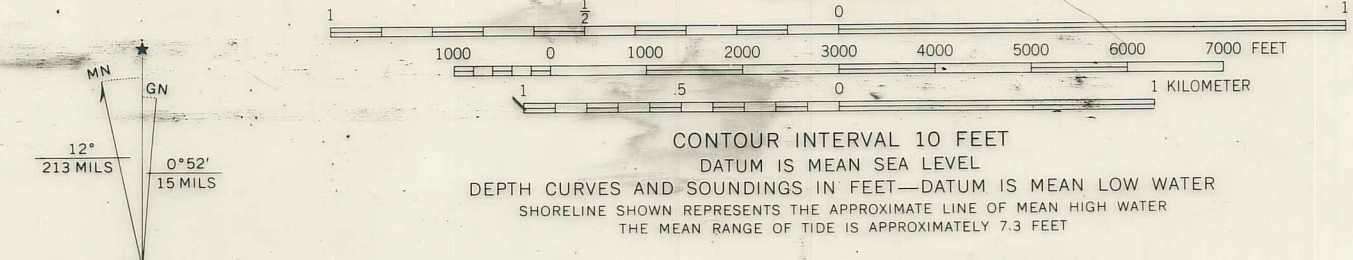 1 1/2 0 1
1000 0 1000 2000 3000 4000 5000 6000 7000 FEET
1 .5 0 1 KILOMETER
MN
GN
12°
213 MILS
0°52'
15 MILS
CONTOUR INTERVAL 10 FEET
DATUM IS MEAN SEA LEVEL
DEPTH CURVES AND SOUNDINGS IN FEET—DATUM IS MEAN LOW WATER
SHORELINE SHOWN REPRESENTS THE APPROXIMATE LINE OF MEAN HIGH WATER
THE MEAN RANGE OF TIDE IS APPROXIMATELY 7.3 FEET